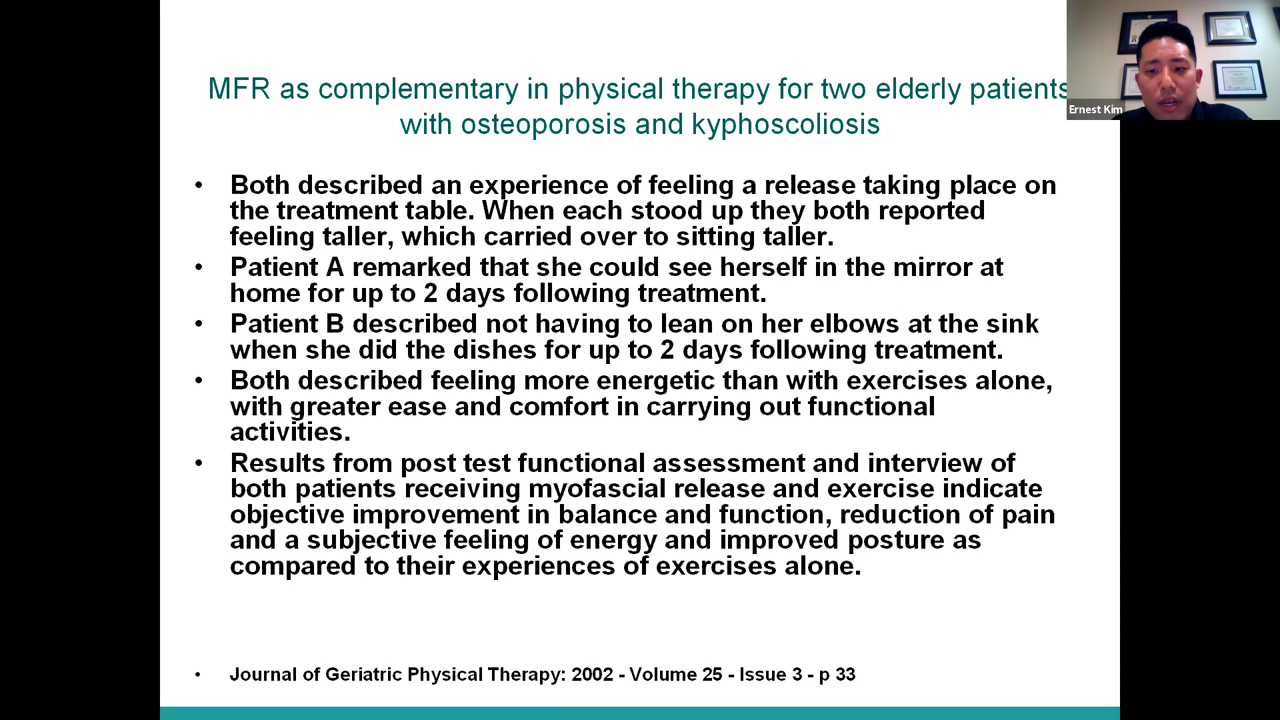 MFR as complementary in physical therapy for two elderly patients
with osteoporosis and kyphoscoliosis
Ernest Kim
• Both described an experience of feeling a release taking place on
the treatment table. When each stood up they both reported
feeling taller, which carried over to sitting taller.
• Patient A remarked that she could see herself in the mirror at
home for up to 2 days following treatment.
• Patient B described not having to lean on her elbows at the sink
when she did the dishes for up to 2 days following treatment.
• Both described feeling more energetic than with exercises alone,
with greater ease and comfort in carrying out functional
activities.
• Results from post test functional assessment and interview of
both patients receiving myofascial release and exercise indicate
objective improvement in balance and function, reduction of pain
and a subjective feeling of energy and improved posture as
compared to their experiences of exercises alone.
• Journal of Geriatric Physical Therapy: 2002 - Volume 25 - Issue 3 - p 33